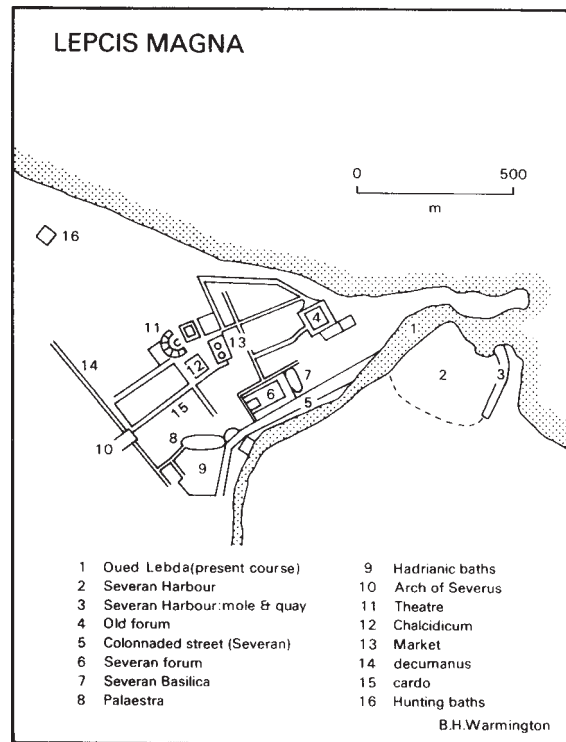 LEPCIS MAGNA
0 500
m
16
11
13
4
1
14
12
7
2
3
15
6
5
8
10
9
1 Oued Lebda(present course)
2 Severan Harbour
3 Severan Harbour:mole & quay
4 Old forum
5 Colonnaded street (Severan)
6 Severan forum
7 Severan Basilica
8 Palaestra
9 Hadrianic baths
10 Arch of Severus
11 Theatre
12 Chalcidicum
13 Market
14 decumanus
15 cardo
16 Hunting baths
B.H.Warmington